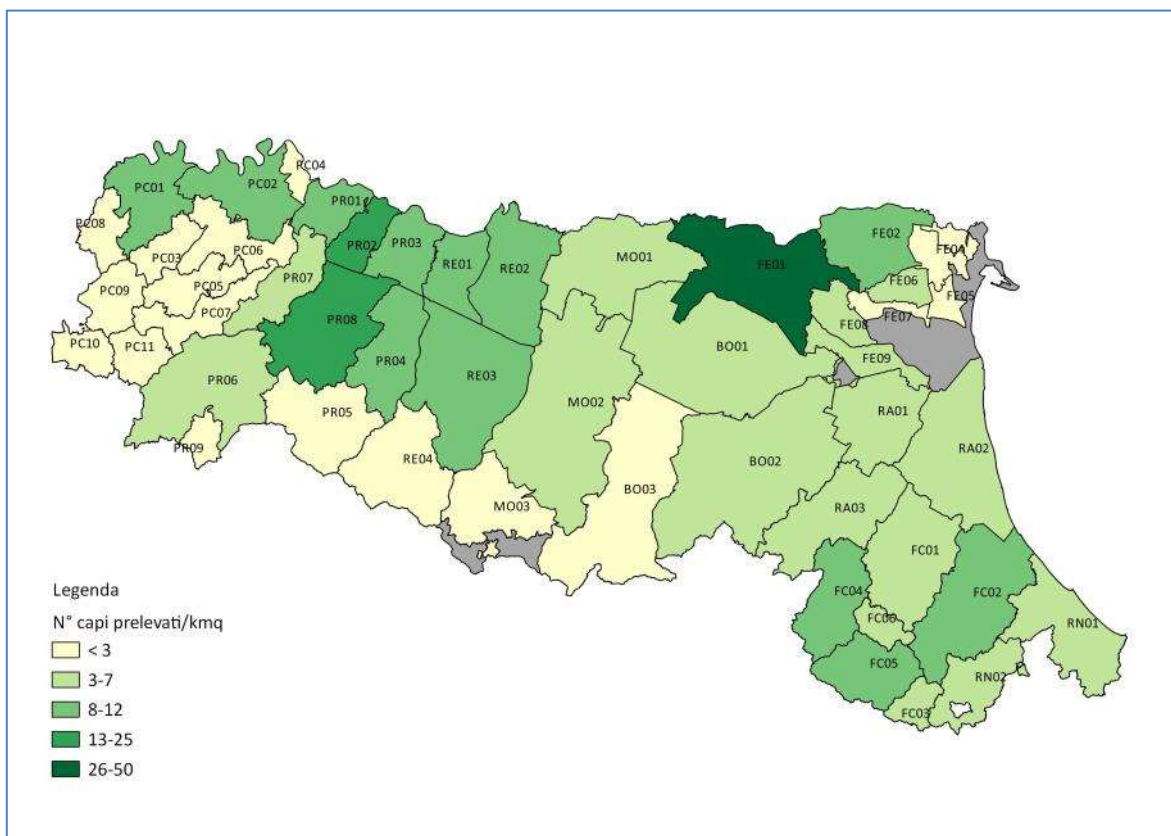 PC04
PC01
PC02
PR01
PC08
FE02
PR02
PR03
PC06
FE04
PC03
RE01
PR07
MO01
RE02
FE01
FE06
PC05
PC09
FE05
PC07
PR08
FE07
FE08
PC10
PC11
BO01
PR04
FE09
RE03
PR06
MO02
PR05
RA01
PR09
RA02
RE04
BO02
BO03
MO03
RA03
FC01
Legenda
FC04
FC02
N° capi prelevati/kmq
FC06
RN01
< 3
FC05
3-7
RN02
8-12
FC03
13-25
26-50